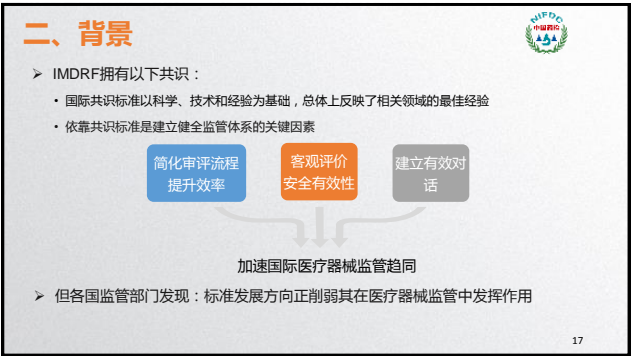 二、背景
NIFDC
中国药检
➢ IMDRF拥有以下共识：
• 国际共识标准以科学、技术和经验为基础，总体上反映了相关领域的最佳经验
• 依靠共识标准是建立健全监管体系的关键因素
简化审评流程
提升效率
客观评价
安全有效性
建立有效对
话
加速国际医疗器械监管趋同
➢ 但各国监管部门发现：标准发展方向正削弱其在医疗器械监管中发挥作用
17